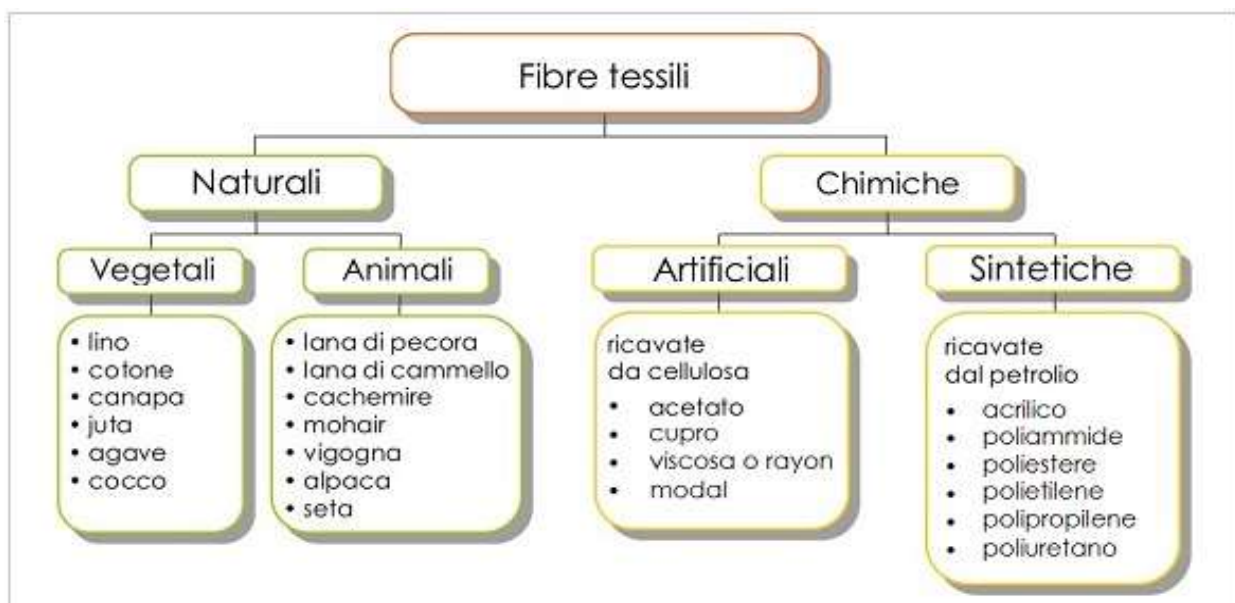 Fibre tessili
Naturali
Chimiche
Vegetali
Animali
Artificiali
Sintetiche
• lino
• cotone
• canapa
• juta
• agave
• cocco
• lana di pecora
• lana di cammello
• cachemire
• mohair
• vigogna
• alpaca
• seta
ricavate
da cellulosa
• acetato
• cupro
• viscosa o rayon
• modal
ricavate
dal petrolio
• acrilico
• poliammide
• poliestere
• polietilene
• polipropilene
• poliuretano